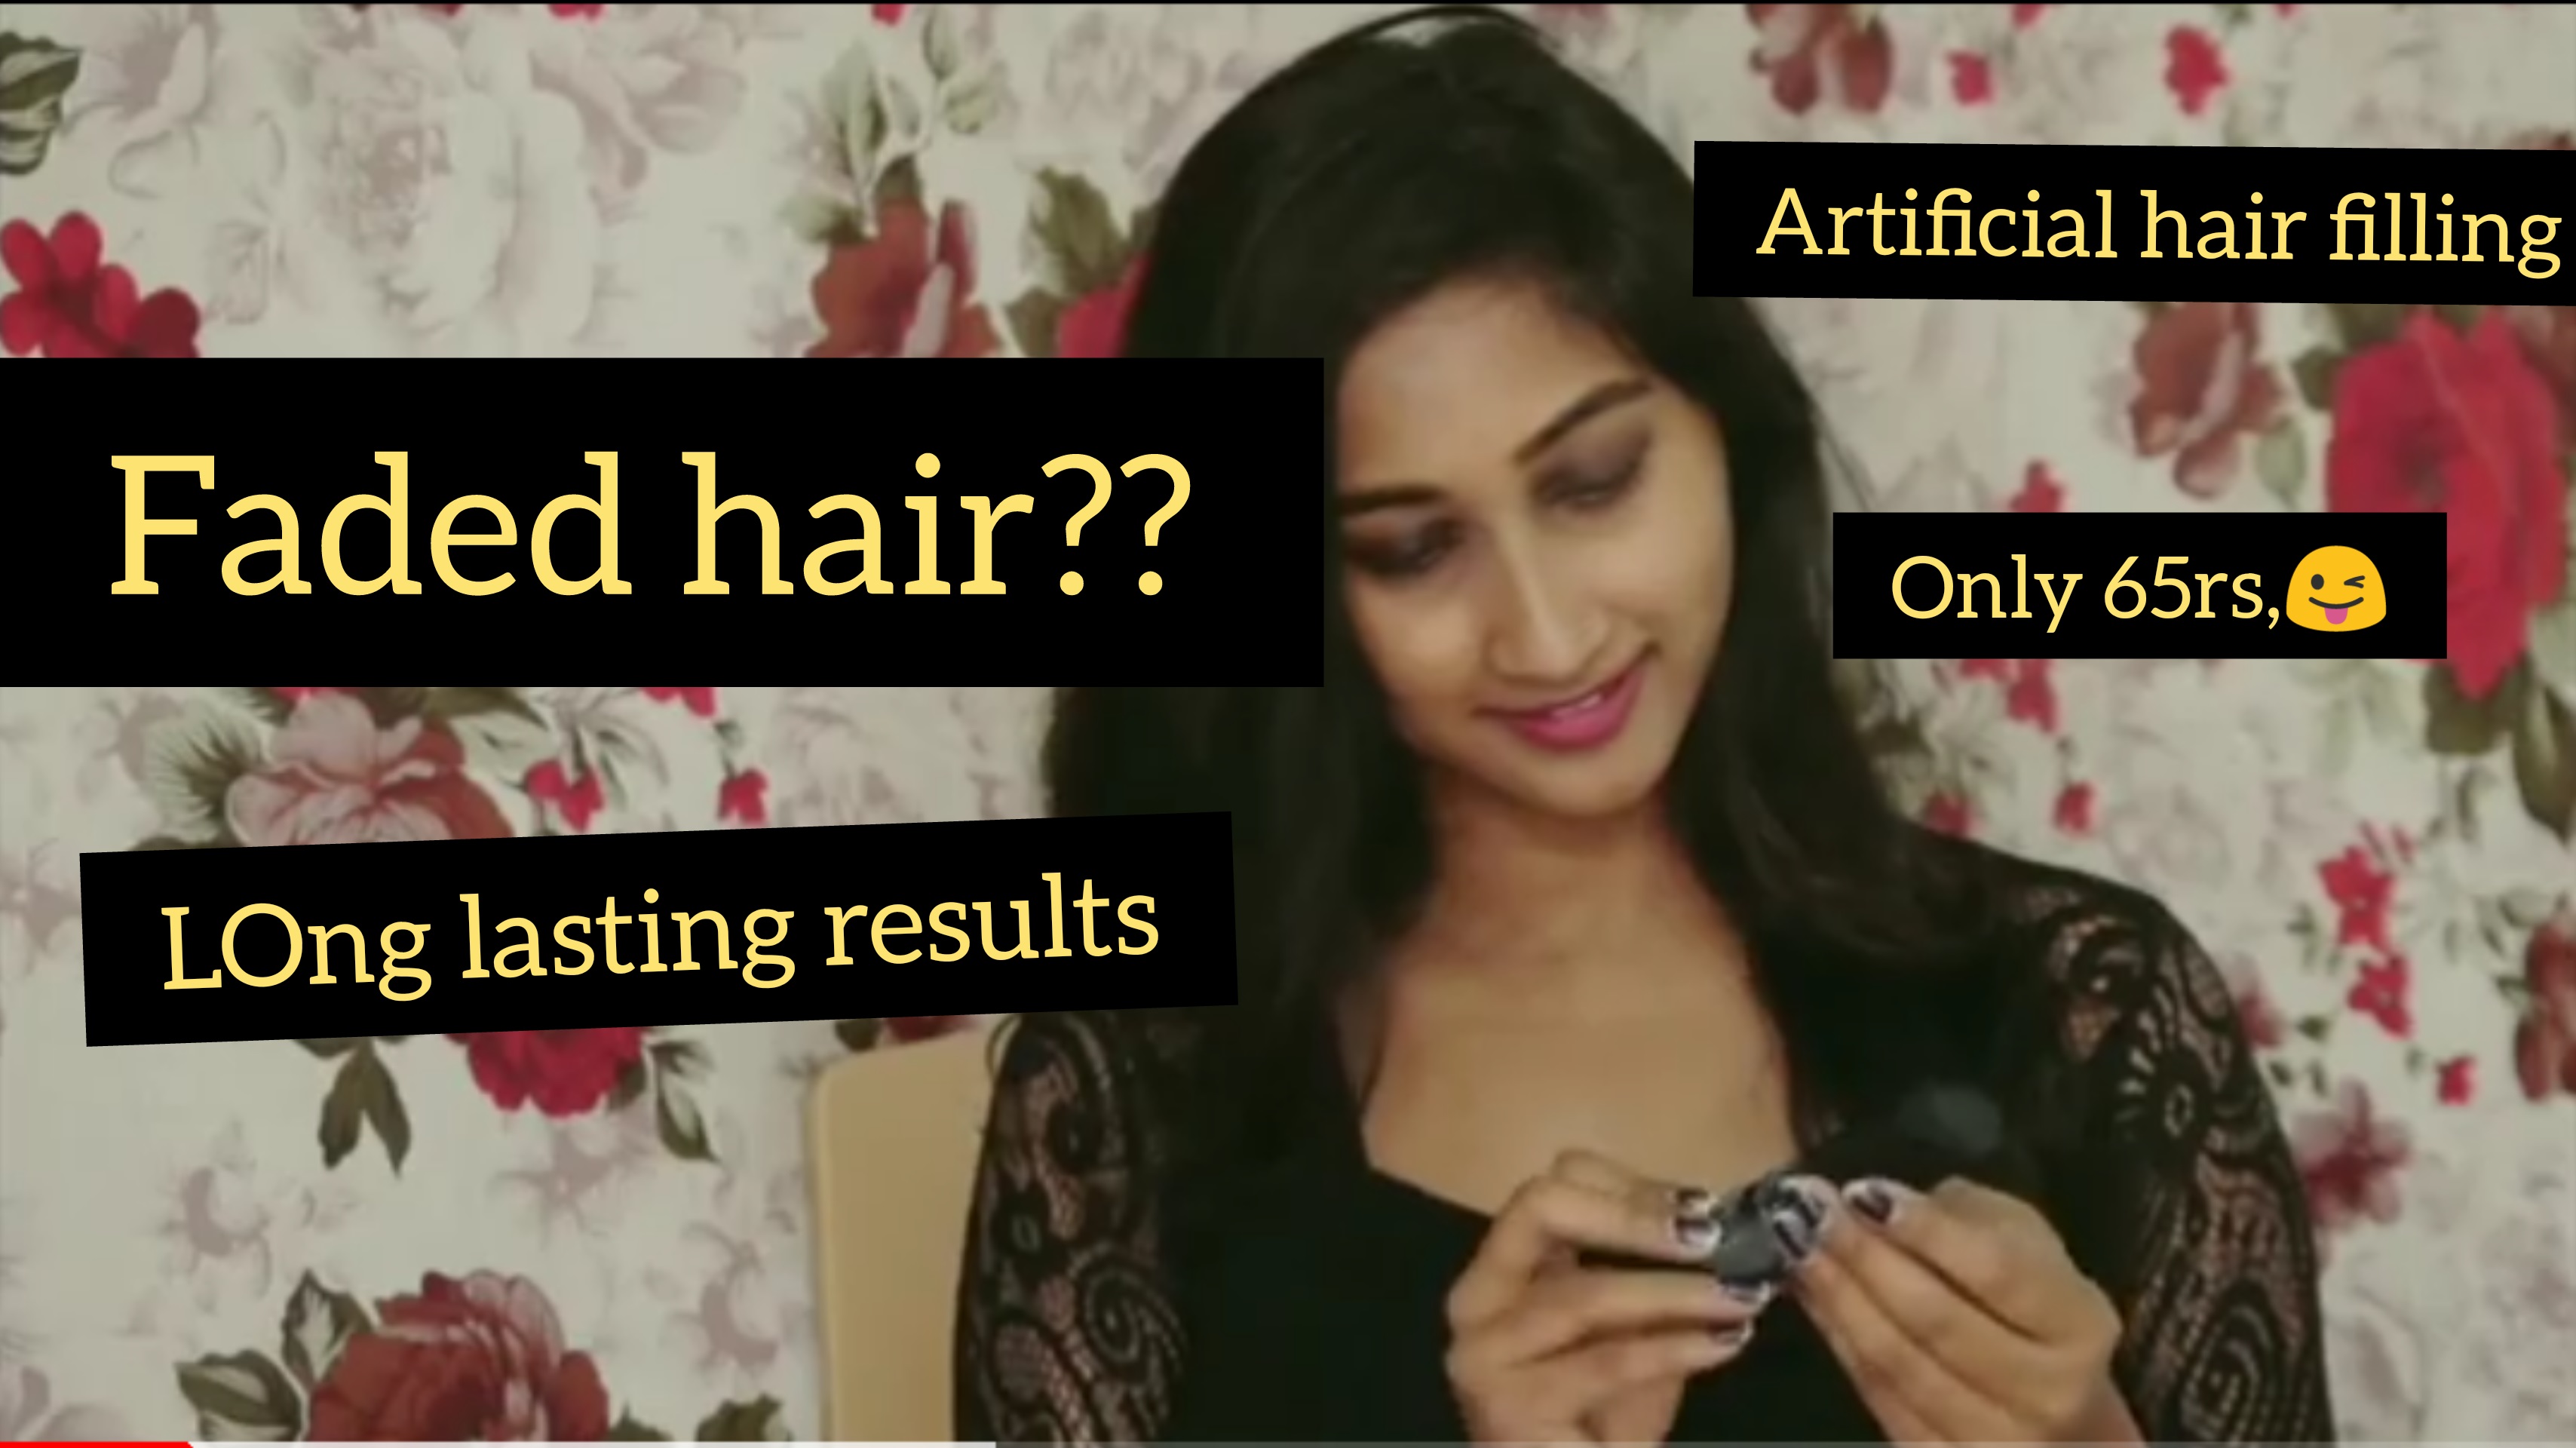 Artificial hair filling
Faded hair??
Only 65rs,😜
LOng lasting results